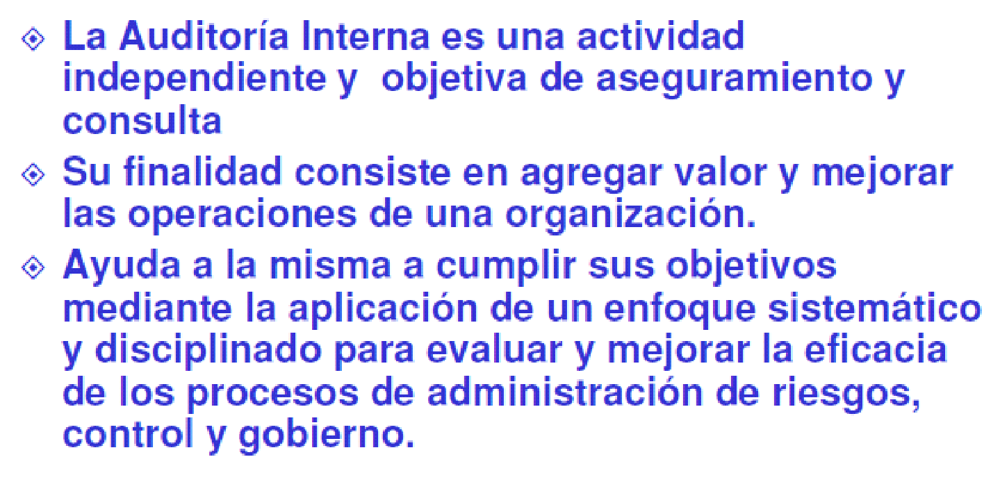 La Auditoría Interna es una actividad
independiente y objetiva de aseguramiento y
consulta
Su finalidad consiste en agregar valor y mejorar
las operaciones de una organización.
Ayuda a la misma a cumplir sus objetivos
mediante la aplicación de un enfoque sistemático
y disciplinado para evaluar y mejorar la eficacia
de los procesos de administración de riesgos,
control y gobierno.